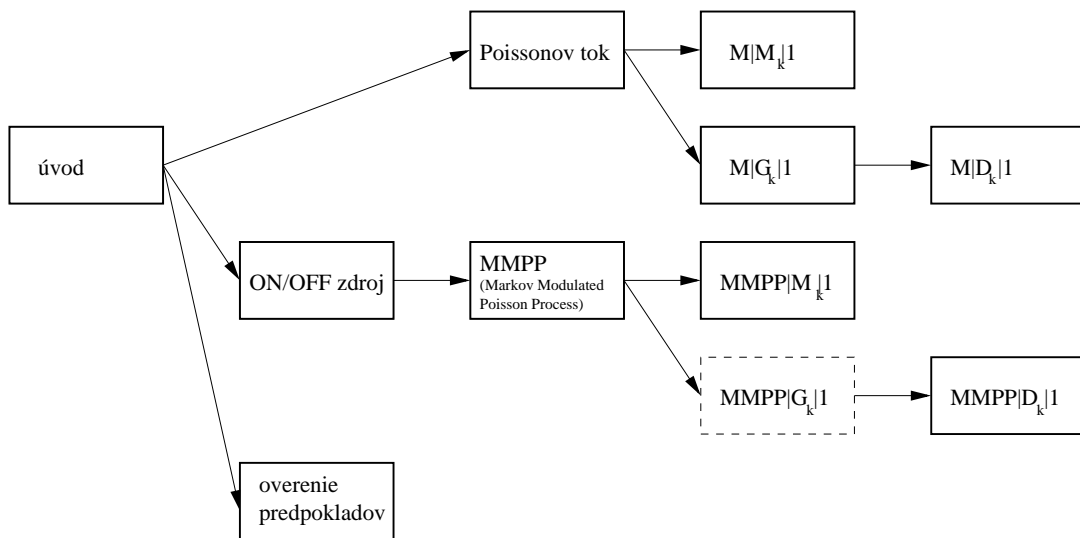 Poissonov tok
M|M_k|1
úvod
M|G_k|1
M|D_k|1
ON/OFF zdroj
MMPP
(Markov Modulated
Poisson Process)
MMPP|M_k|1
MMPP|G_k|1
MMPP|D_k|1
overenie
predpokladov